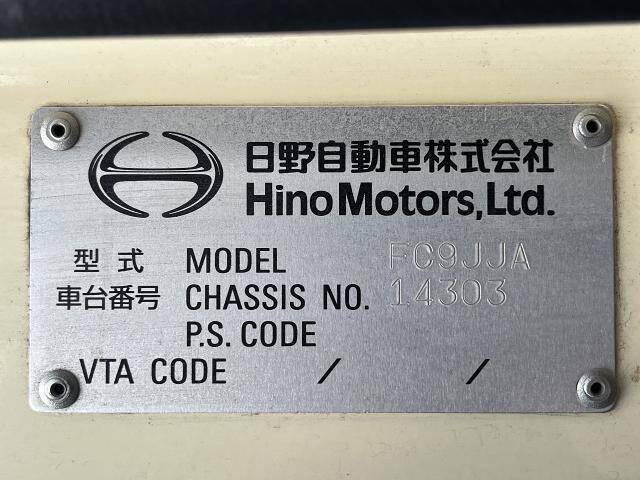 日野自動車株式会社
Hino Motors, Ltd.
型式 MODEL FC9JJA
車台番号 CHASSIS NO. 14303
P.S. CODE
VTA CODE / /